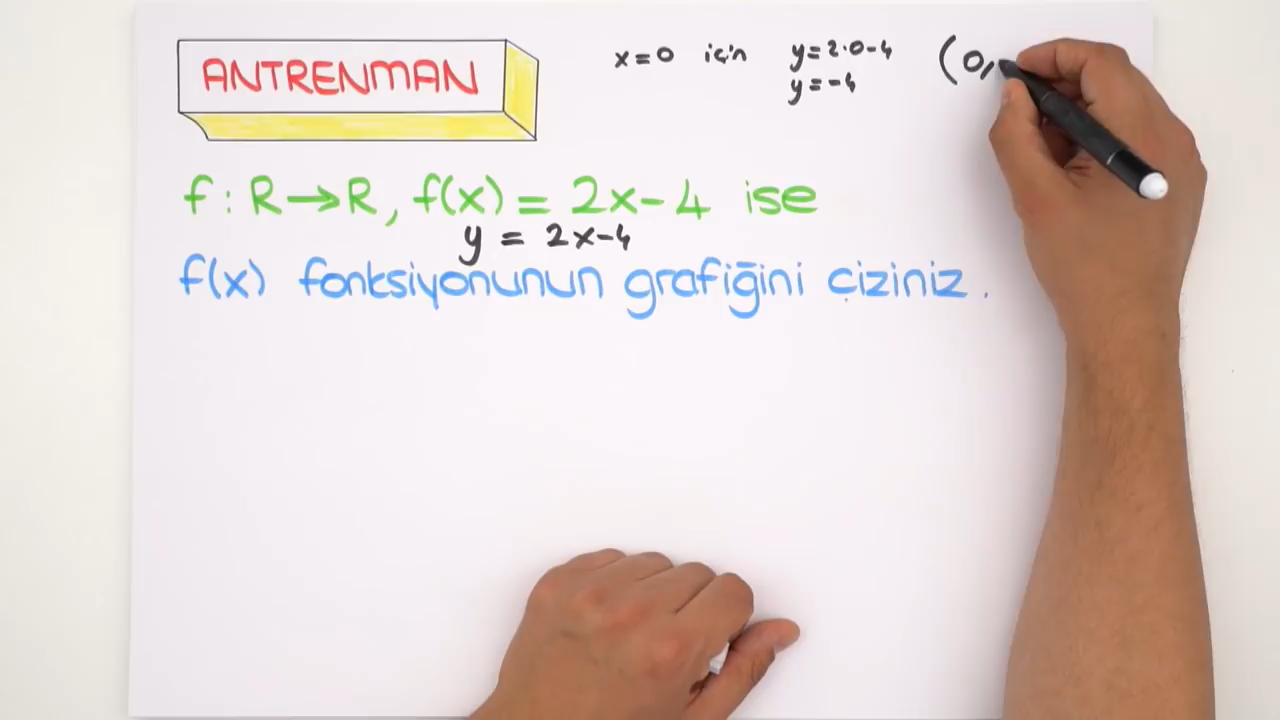 ANTRENMAN
x=0 için y=2·0-4 (0,
y=-4
f: R→R, f(x) = 2x-4 ise
y = 2x-4
f(x) fonksiyonunun grafiğini çiziniz.